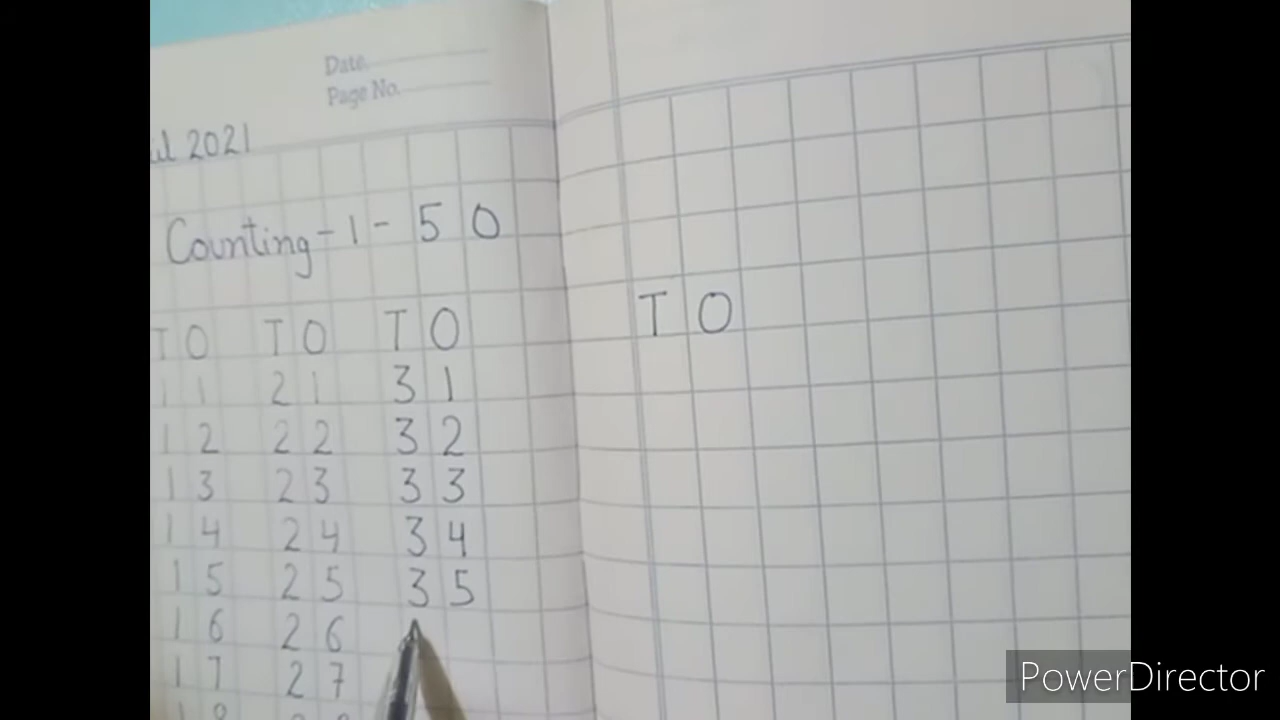 Date
Page No.
2021
Counting - 1 - 5 0
T O T O T O
T O
1 1 2 1 3 1
1 2 2 2 3 2
1 3 2 3 3 3
1 4 2 4 3 4
1 5 2 5 3 5
1 6 2 6
1 7 2 7
PowerDirector